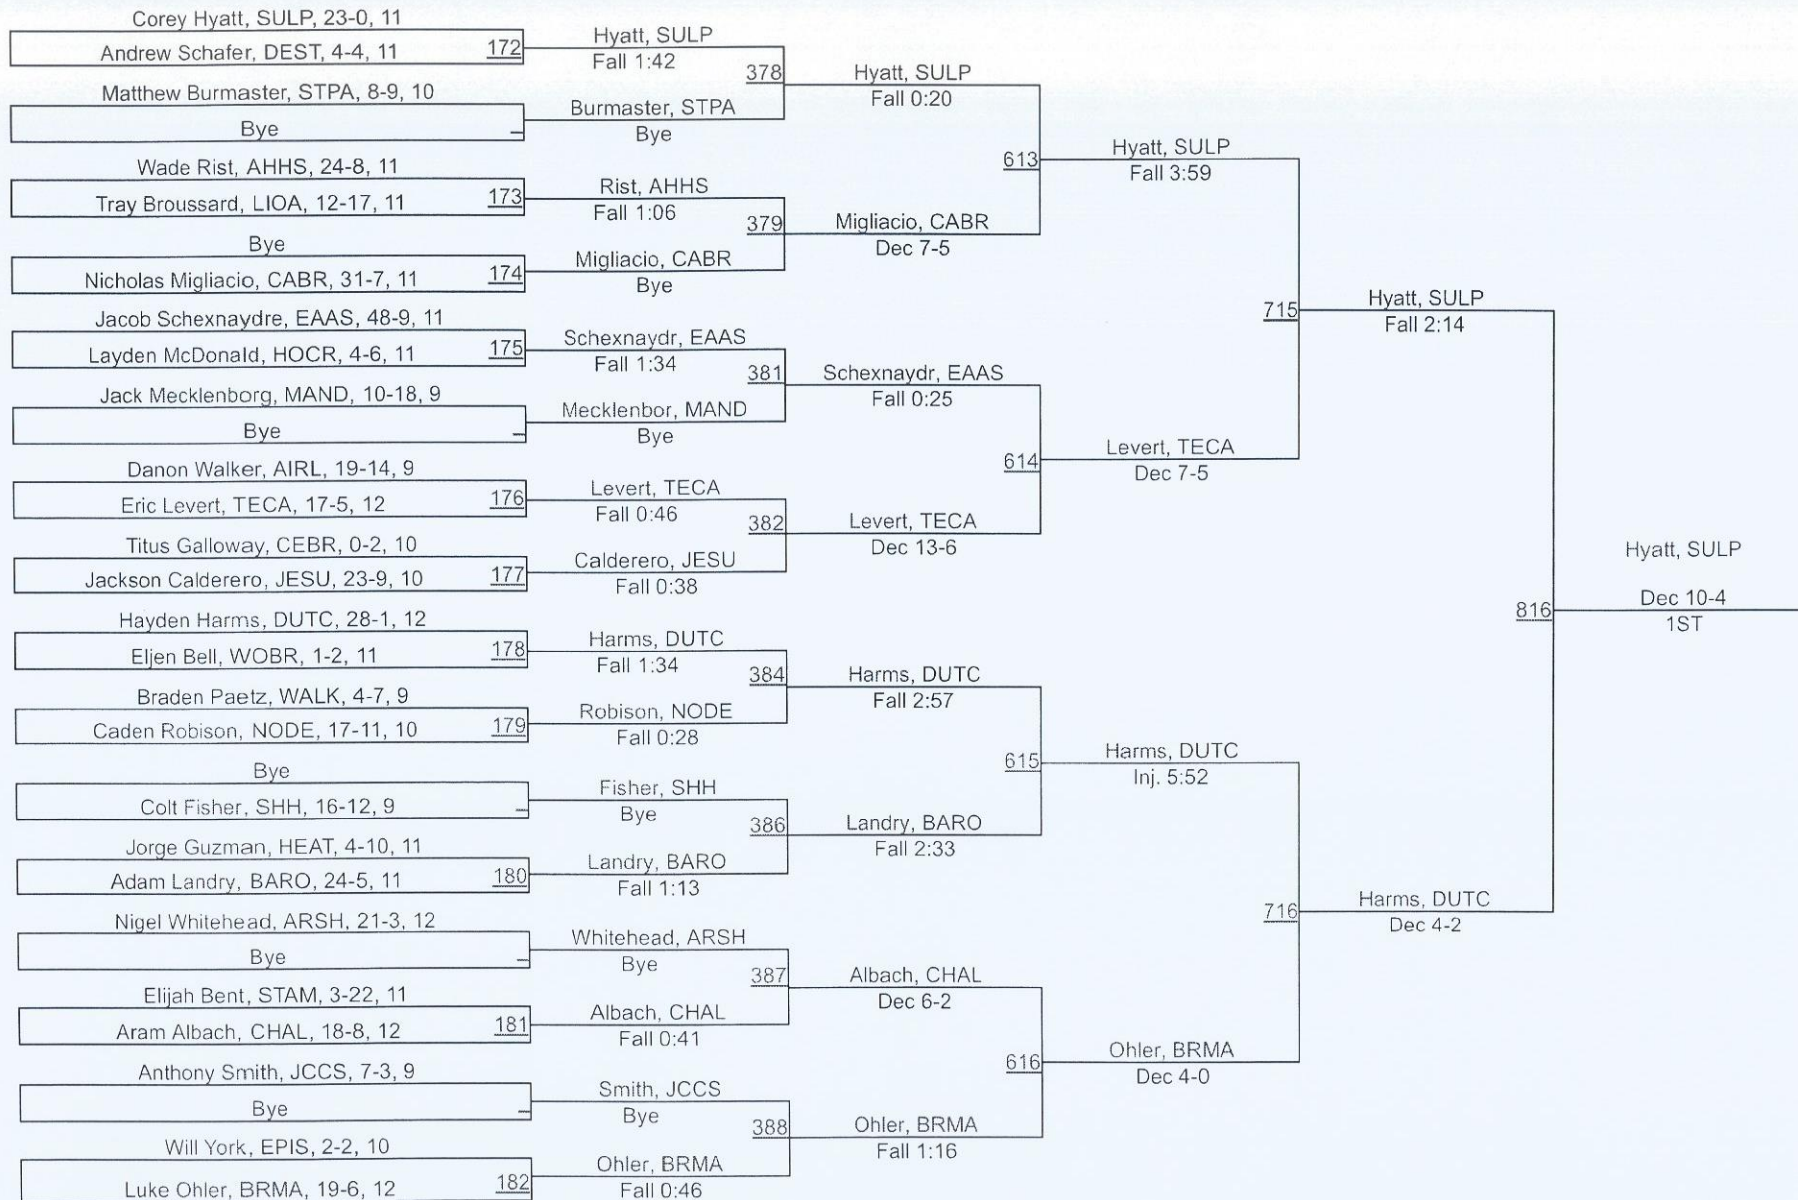 Corey Hyatt, SULP, 23-0, 11
Andrew Schafer, DEST, 4-4, 11
172
Matthew Burmaster, STPA, 8-9, 10
Bye
Wade Rist, AHHS, 24-8, 11
Tray Broussard, LIOA, 12-17, 11
173
Bye
Nicholas Migliacio, CABR, 31-7, 11
174
Jacob Schexnaydre, EAAS, 48-9, 11
Layden McDonald, HOCR, 4-6, 11
175
Jack Mecklenborg, MAND, 10-18, 9
Bye
Danon Walker, AIRL, 19-14, 9
Eric Levert, TECA, 17-5, 12
176
Titus Galloway, CEBR, 0-2, 10
Jackson Calderero, JESU, 23-9, 10
177
Hayden Harms, DUTC, 28-1, 12
Eljen Bell, WOBR, 1-2, 11
178
Braden Paetz, WALK, 4-7, 9
Caden Robison, NODE, 17-11, 10
179
Bye
Colt Fisher, SHH, 16-12, 9
Jorge Guzman, HEAT, 4-10, 11
Adam Landry, BARO, 24-5, 11
180
Nigel Whitehead, ARSH, 21-3, 12
Bye
Elijah Bent, STAM, 3-22, 11
Aram Albach, CHAL, 18-8, 12
181
Anthony Smith, JCCS, 7-3, 9
Bye
Will York, EPIS, 2-2, 10
Luke Ohler, BRMA, 19-6, 12
182
Hyatt, SULP
Fall 1:42
378
Burmaster, STPA
Bye
Rist, AHHS
Fall 1:06
379
Migliacio, CABR
Bye
Schexnaydr, EAAS
Fall 1:34
381
Mecklenbor, MAND
Bye
Levert, TECA
Fall 0:46
382
Calderero, JESU
Fall 0:38
Harms, DUTC
Fall 1:34
384
Robison, NODE
Fall 0:28
Fisher, SHH
Bye
386
Landry, BARO
Fall 1:13
Whitehead, ARSH
Bye
387
Albach, CHAL
Fall 0:41
Smith, JCCS
Bye
388
Ohler, BRMA
Fall 0:46
Hyatt, SULP
Fall 0:20
613
Migliacio, CABR
Dec 7-5
Schexnaydr, EAAS
Fall 0:25
614
Levert, TECA
Dec 13-6
Harms, DUTC
Fall 2:57
615
Landry, BARO
Fall 2:33
Albach, CHAL
Dec 6-2
616
Ohler, BRMA
Fall 1:16
Hyatt, SULP
Fall 3:59
715
Levert, TECA
Dec 7-5
Harms, DUTC
Inj. 5:52
716
Ohler, BRMA
Dec 4-0
Hyatt, SULP
Fall 2:14
816
Harms, DUTC
Dec 4-2
Hyatt, SULP
Dec 10-4
1ST